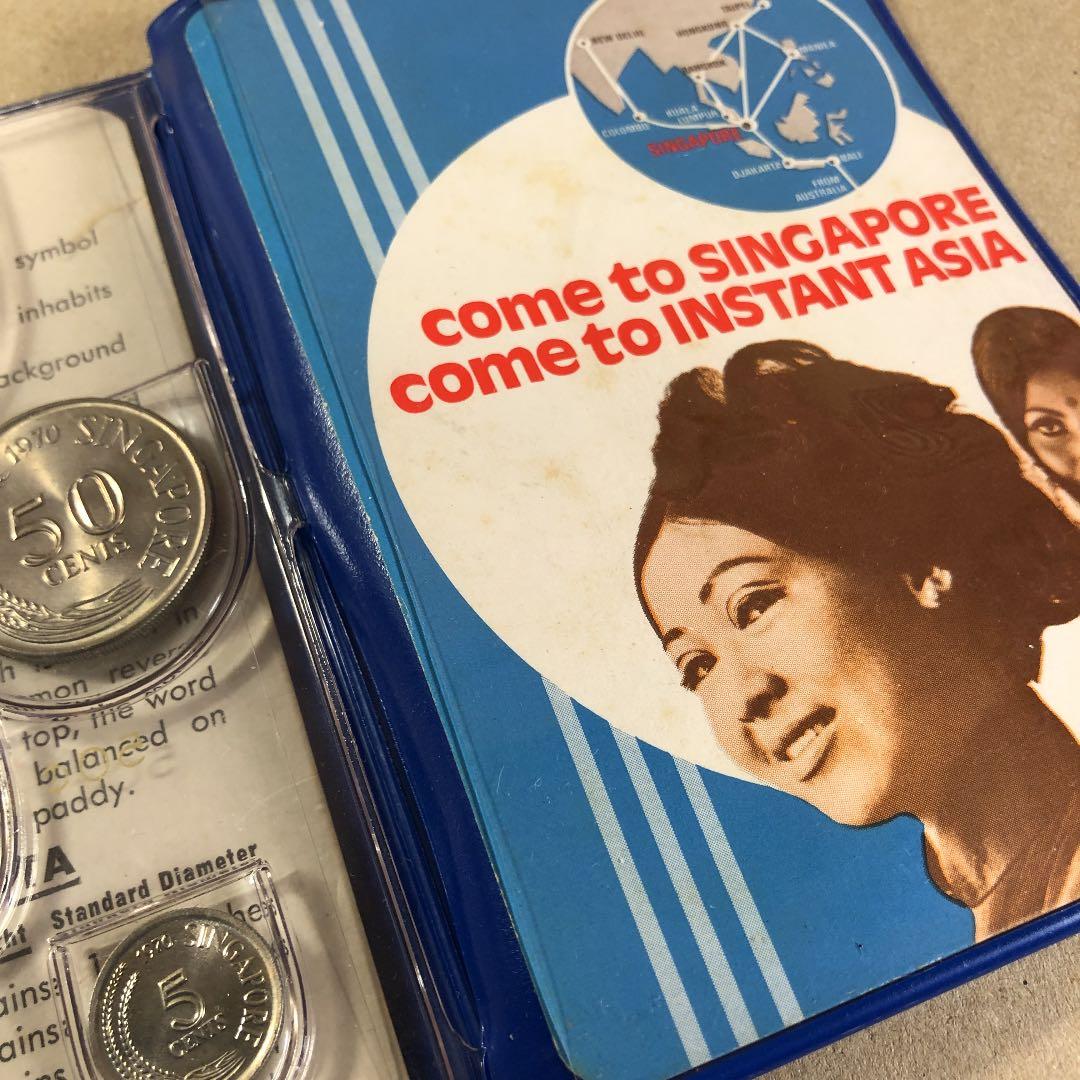 symbol
inhabits
background
1970 SINGAPORE
50
CENTS
in
top, the word
balanced on
paddy.
Standard Diameter
1970 SINGAPORE
5
CENTS
TAIPEI
NEW DELHI
HONGKONG
MANILA
BANGKOK
KUALA
LUMPUR
COLOMBO
SINGAPORE
DJAKARTA
BALI
FROM
AUSTRALIA
come to SINGAPORE
come to INSTANT ASIA